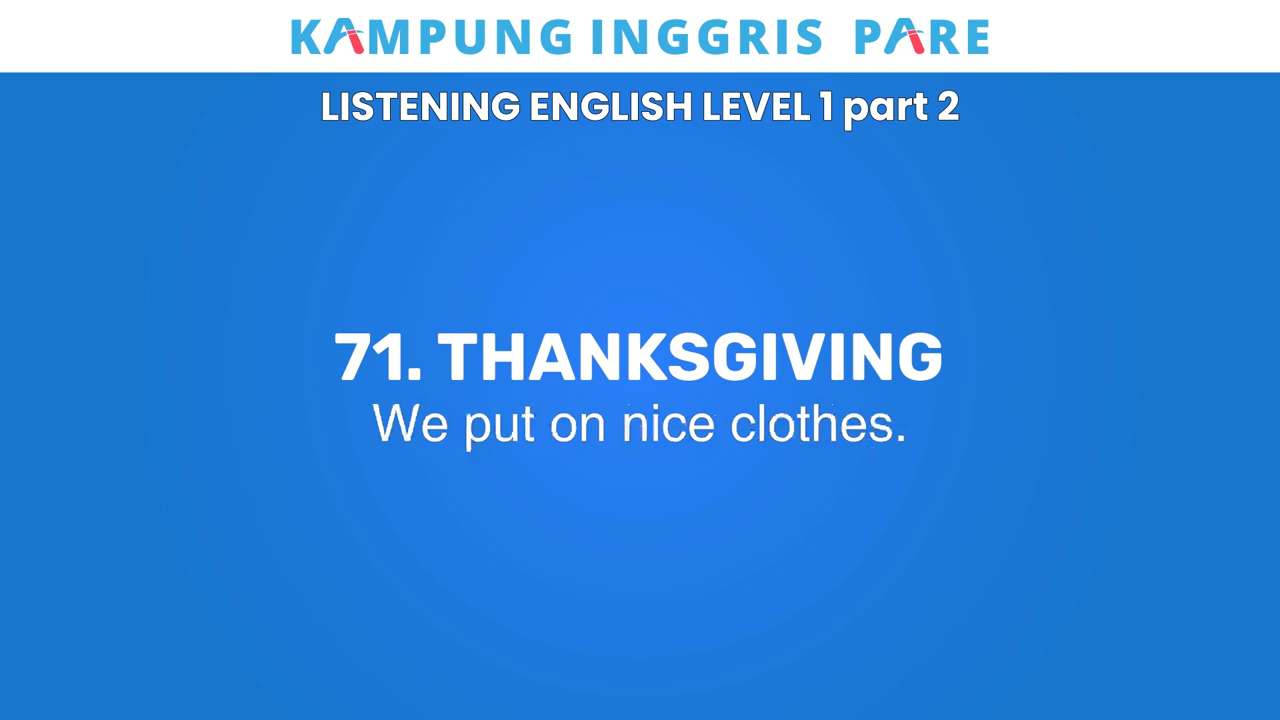 KAMPUNG INGGRIS PARE
LISTENING ENGLISH LEVEL 1 part 2
71. THANKSGIVING
We put on nice clothes.